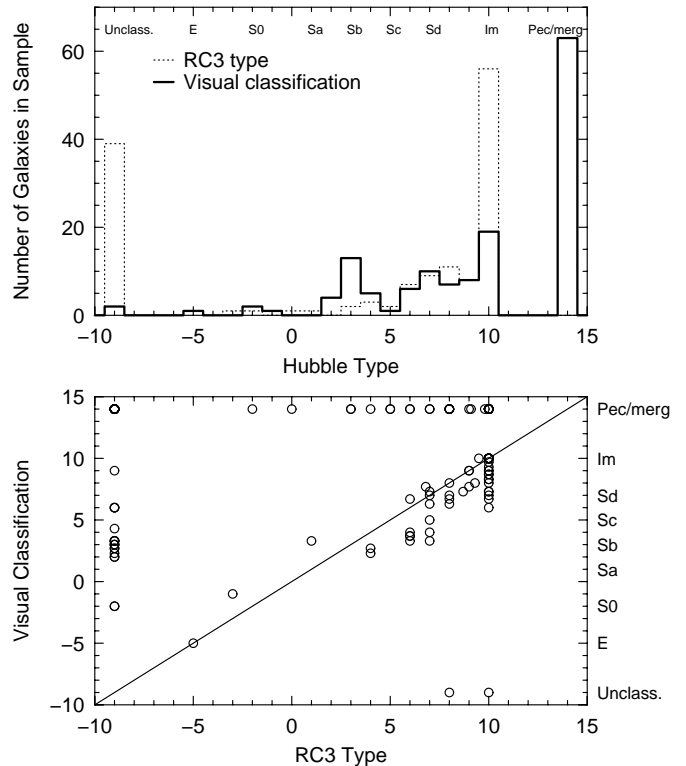 60
40
20
0
Number of Galaxies in Sample
Unclass. E S0 Sa Sb Sc Sd Im Pec/merg
RC3 type
Visual classification
−10 −5 0 5 10 15
Hubble Type
15
10
5
0
−5
−10
Visual Classification
Pec/merg
Im
Sd
Sc
Sb
Sa
S0
E
Unclass.
−10 −5 0 5 10 15
RC3 Type